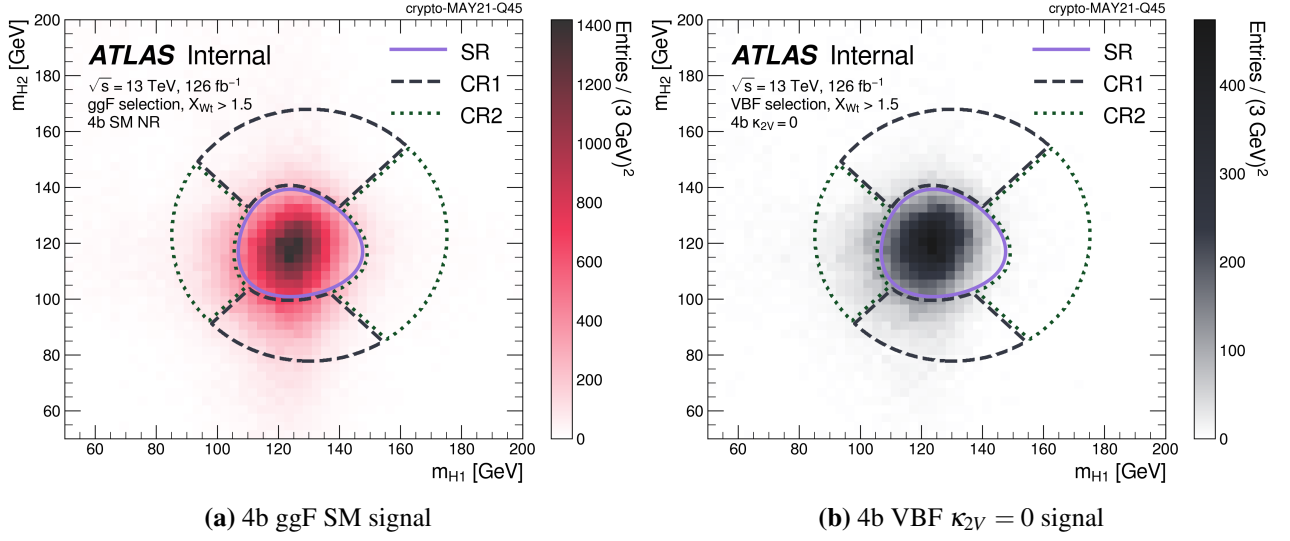 crypto-MAY21-Q45
ATLAS Internal
√s = 13 TeV, 126 fb⁻¹
ggF selection, X_Wt > 1.5
4b SM NR
SR
CR1
CR2
m_H2 [GeV]
200
180
160
140
120
100
80
60
60 80 100 120 140 160 180 200
m_H1 [GeV]
Entries / (3 GeV)²
1400
1200
1000
800
600
400
200
0
(a) 4b ggF SM signal
crypto-MAY21-Q45
ATLAS Internal
√s = 13 TeV, 126 fb⁻¹
VBF selection, X_Wt > 1.5
4b κ_2V = 0
SR
CR1
CR2
m_H2 [GeV]
200
180
160
140
120
100
80
60
60 80 100 120 140 160 180 200
m_H1 [GeV]
Entries / (3 GeV)²
400
300
200
100
0
(b) 4b VBF κ_2V = 0 signal